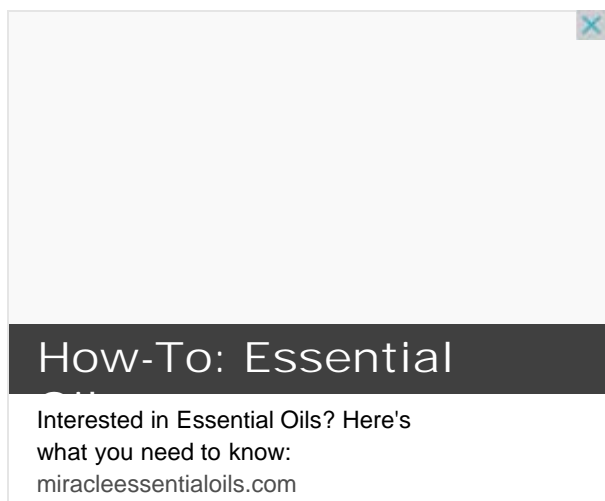 How-To: Essential
Interested in Essential Oils? Here's
what you need to know:
miracleessentialoils.com